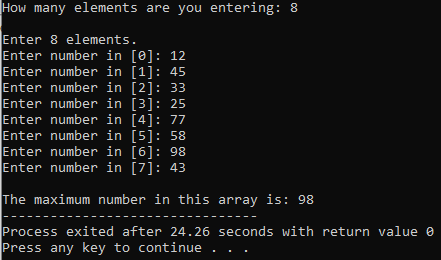 How many elements are you entering: 8
Enter 8 elements.
Enter number in [0]: 12
Enter number in [1]: 45
Enter number in [2]: 33
Enter number in [3]: 25
Enter number in [4]: 77
Enter number in [5]: 58
Enter number in [6]: 98
Enter number in [7]: 43
The maximum number in this array is: 98
--------------------------------
Process exited after 24.26 seconds with return value 0
Press any key to continue . . .